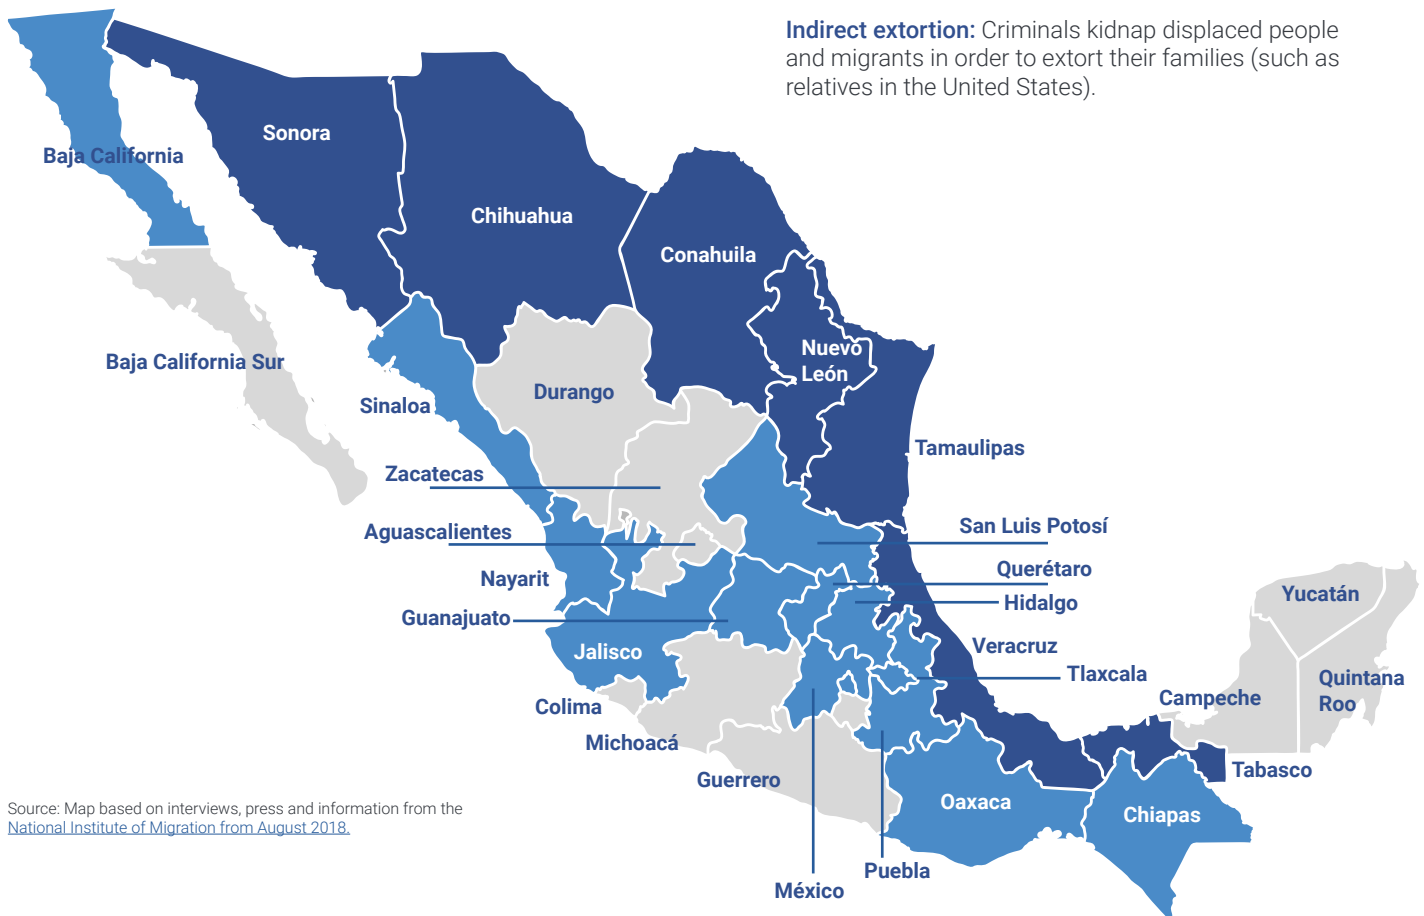 Indirect extortion: Criminals kidnap displaced people
and migrants in order to extort their families (such as
relatives in the United States).
Sonora
Baja California
Chihuahua
Conahuila
Nuevo
León
Baja California Sur
Durango
Sinaloa
Tamaulipas
Zacatecas
San Luis Potosí
Aguascalientes
Querétaro
Nayarit
Hidalgo
Yucatán
Guanajuato
Veracruz
Jalisco
Tlaxcala
Quintana
Roo
Campeche
Colima
Michoacá
Tabasco
Guerrero
Oaxaca
Chiapas
Source: Map based on interviews, press and information from the
National Institute of Migration from August 2018.
Puebla
México